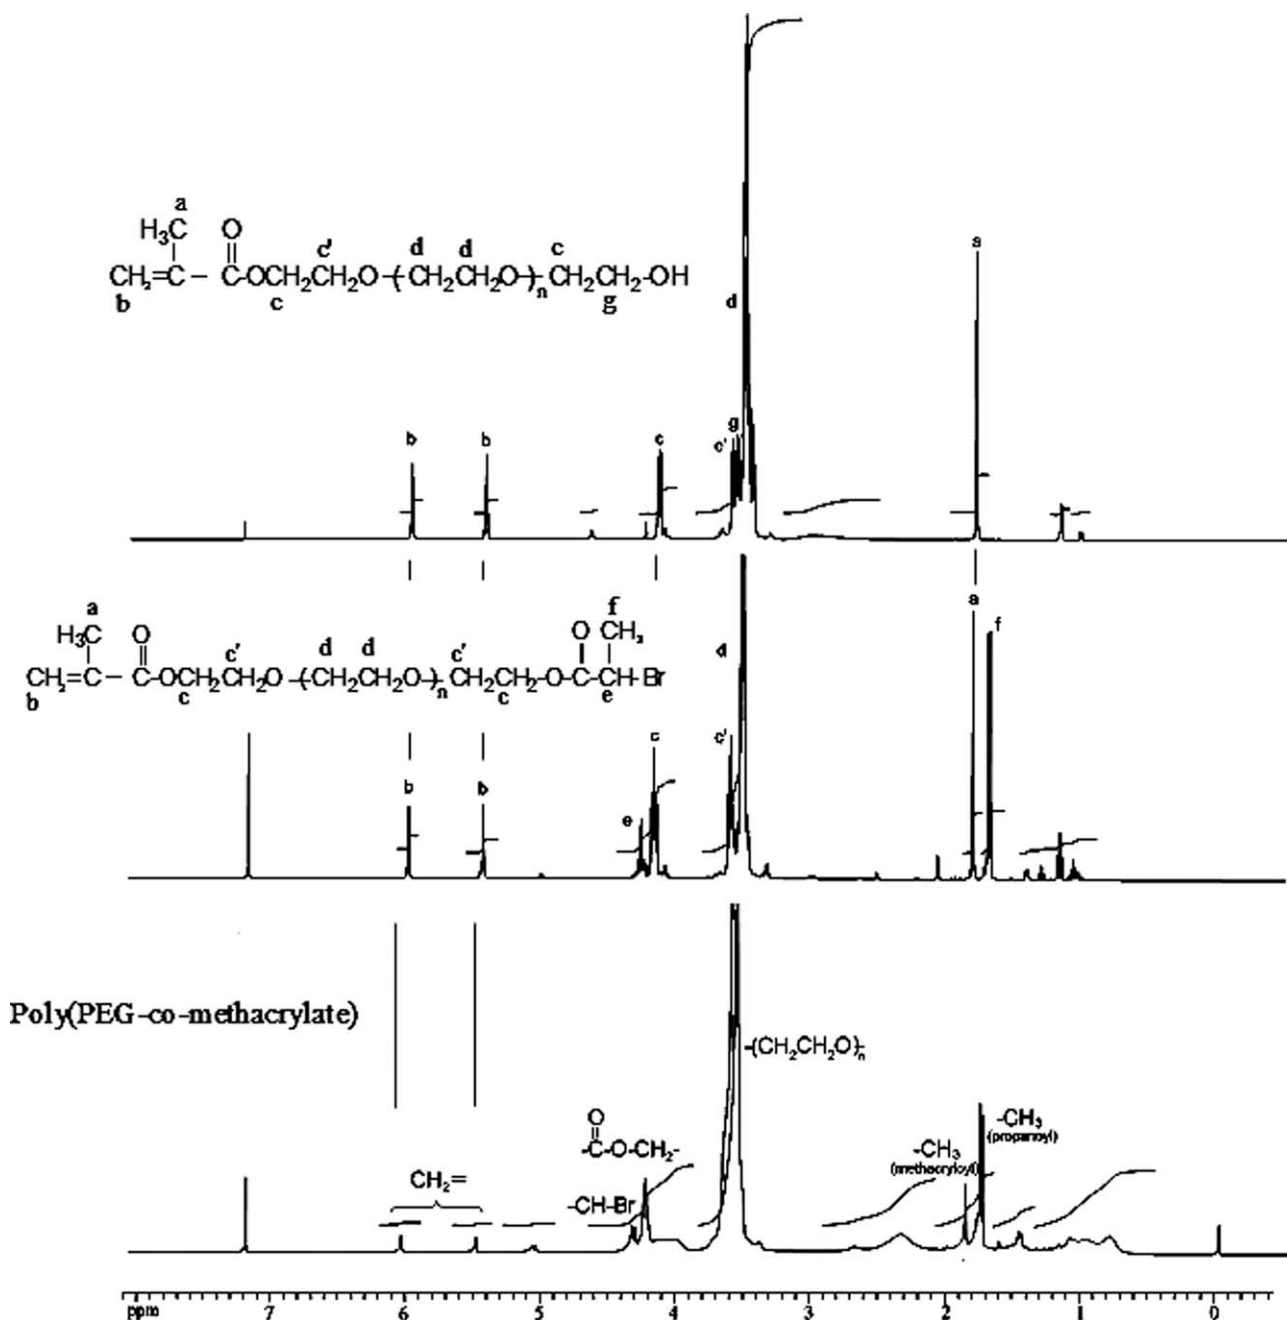 a
H₃C O
c' d d c
CH₂=C – C-OCH₂CH₂O –(CH₂CH₂O–)n CH₂CH₂-OH
b c g
a
d
g
b b c c'
a f
H₃C O O CH₃
c' d d c'
CH₂=C – C-OCH₂CH₂O –(CH₂CH₂O–)n CH₂CH₂-O-C-CH-Br
b c c e
a
f
d
c c'
b b
e
Poly(PEG-co-methacrylate)
-(CH₂CH₂O)n
O
-C-O-CH₂-
-CH₃
(propanoyl)
-CH₃
(methacryloyl)
CH₂=
-CH-Br
ppm 7 6 5 4 3 2 1 0